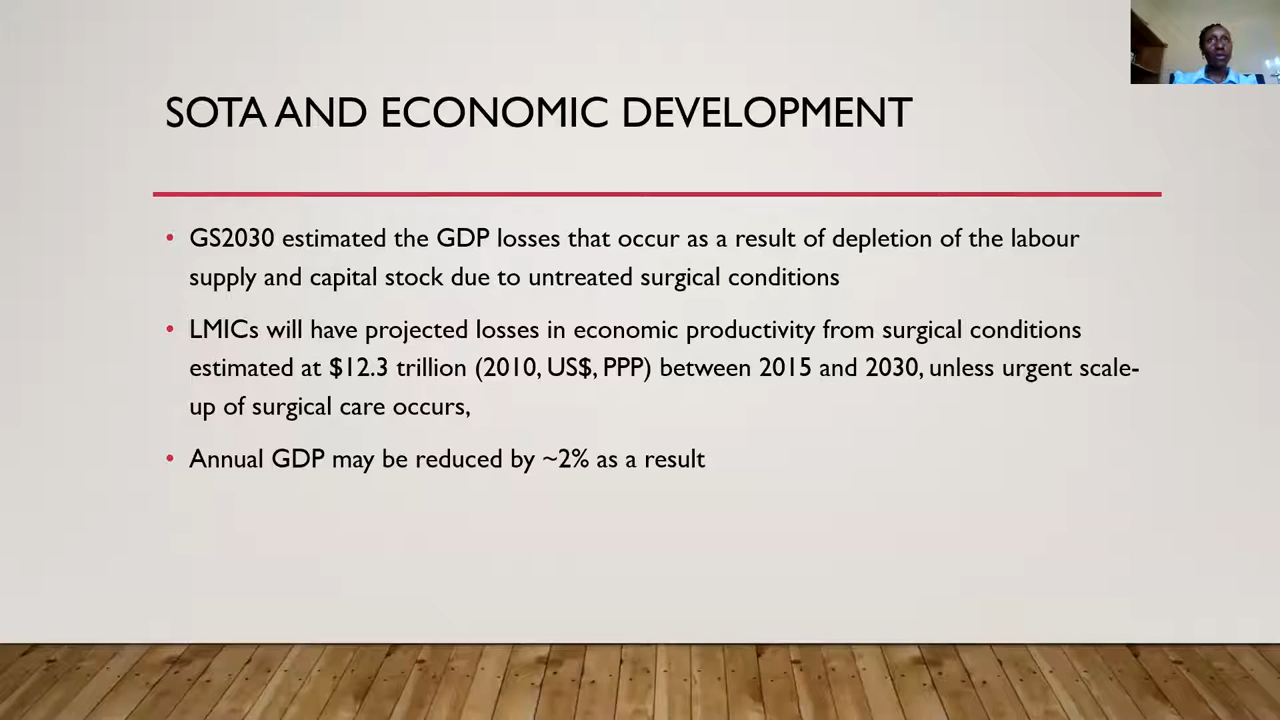 SOTA AND ECONOMIC DEVELOPMENT
• GS2030 estimated the GDP losses that occur as a result of depletion of the labour
supply and capital stock due to untreated surgical conditions
• LMICs will have projected losses in economic productivity from surgical conditions
estimated at $12.3 trillion (2010, US$, PPP) between 2015 and 2030, unless urgent scale-
up of surgical care occurs,
• Annual GDP may be reduced by ~2% as a result